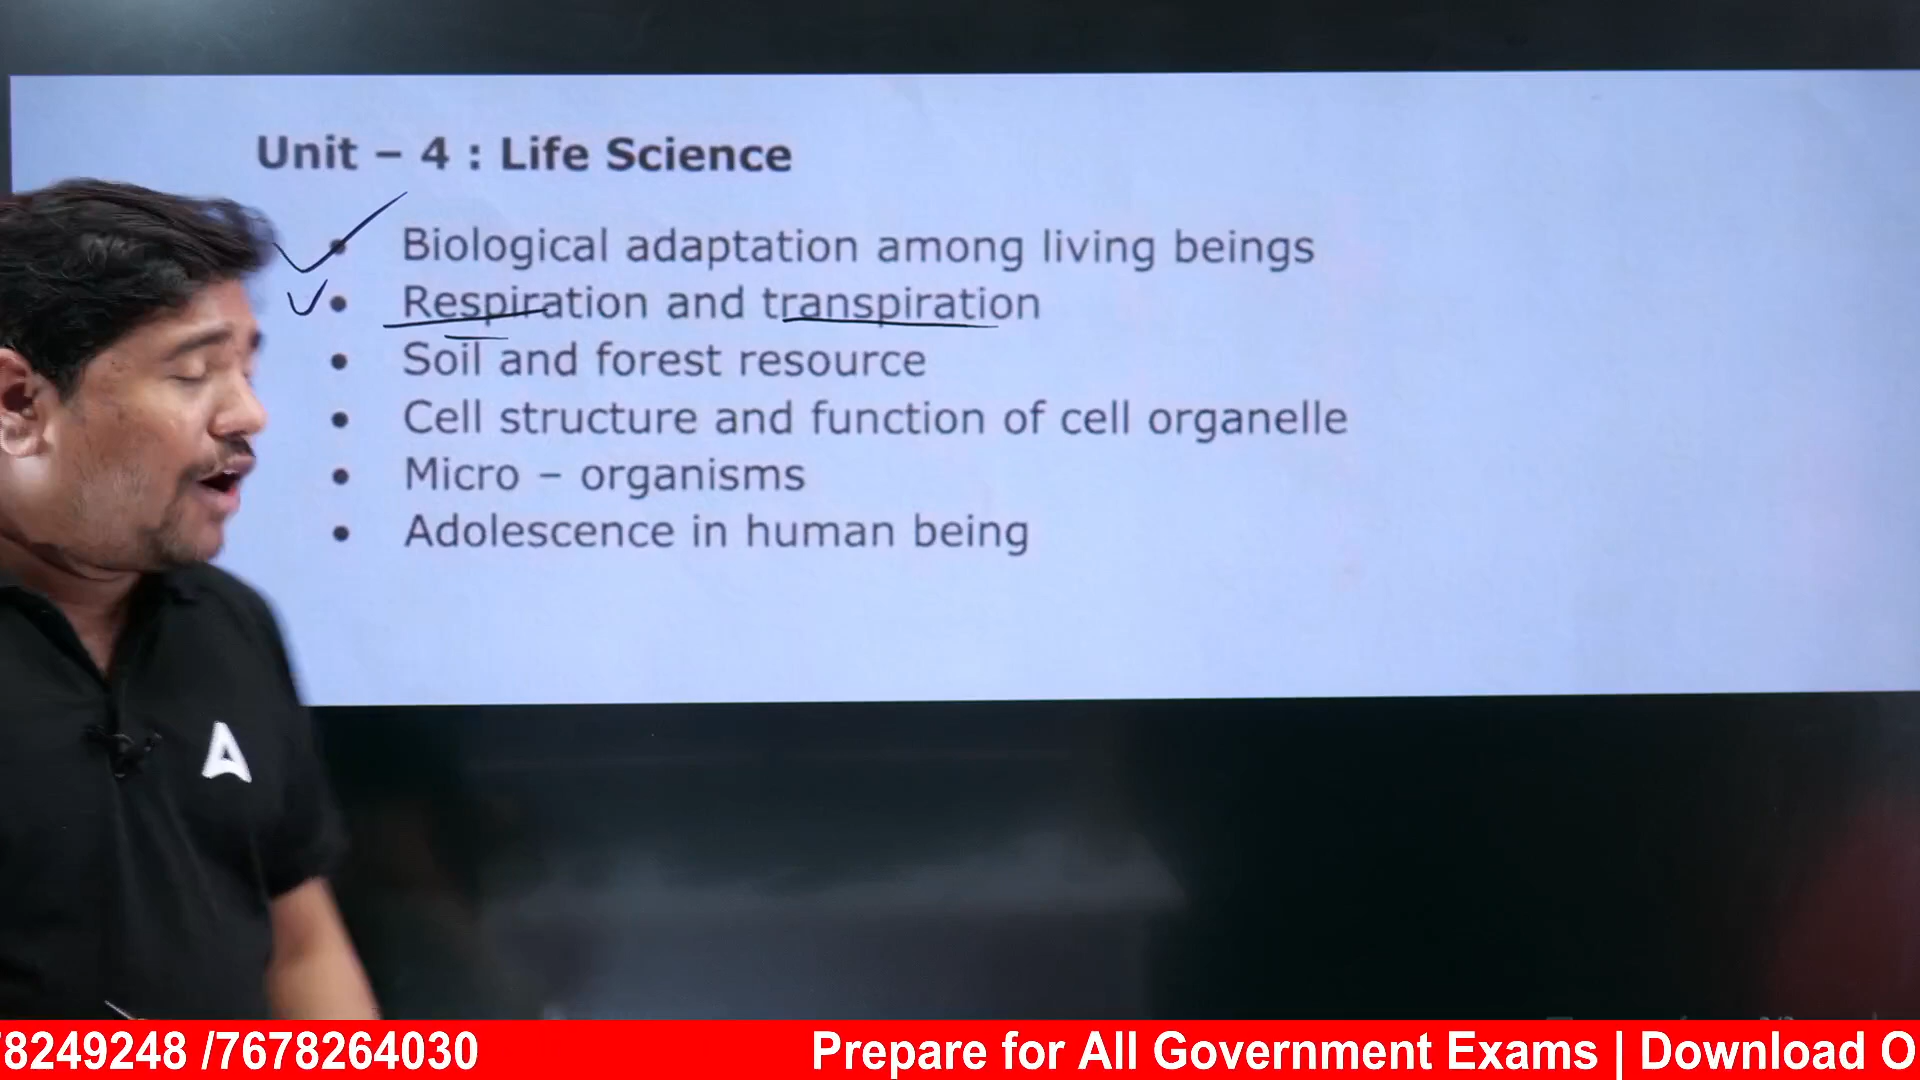 Unit – 4 : Life Science
• Biological adaptation among living beings
• Respiration and transpiration
• Soil and forest resource
• Cell structure and function of cell organelle
• Micro – organisms
• Adolescence in human being
A
78249248 /7678264030 Prepare for All Government Exams | Download O